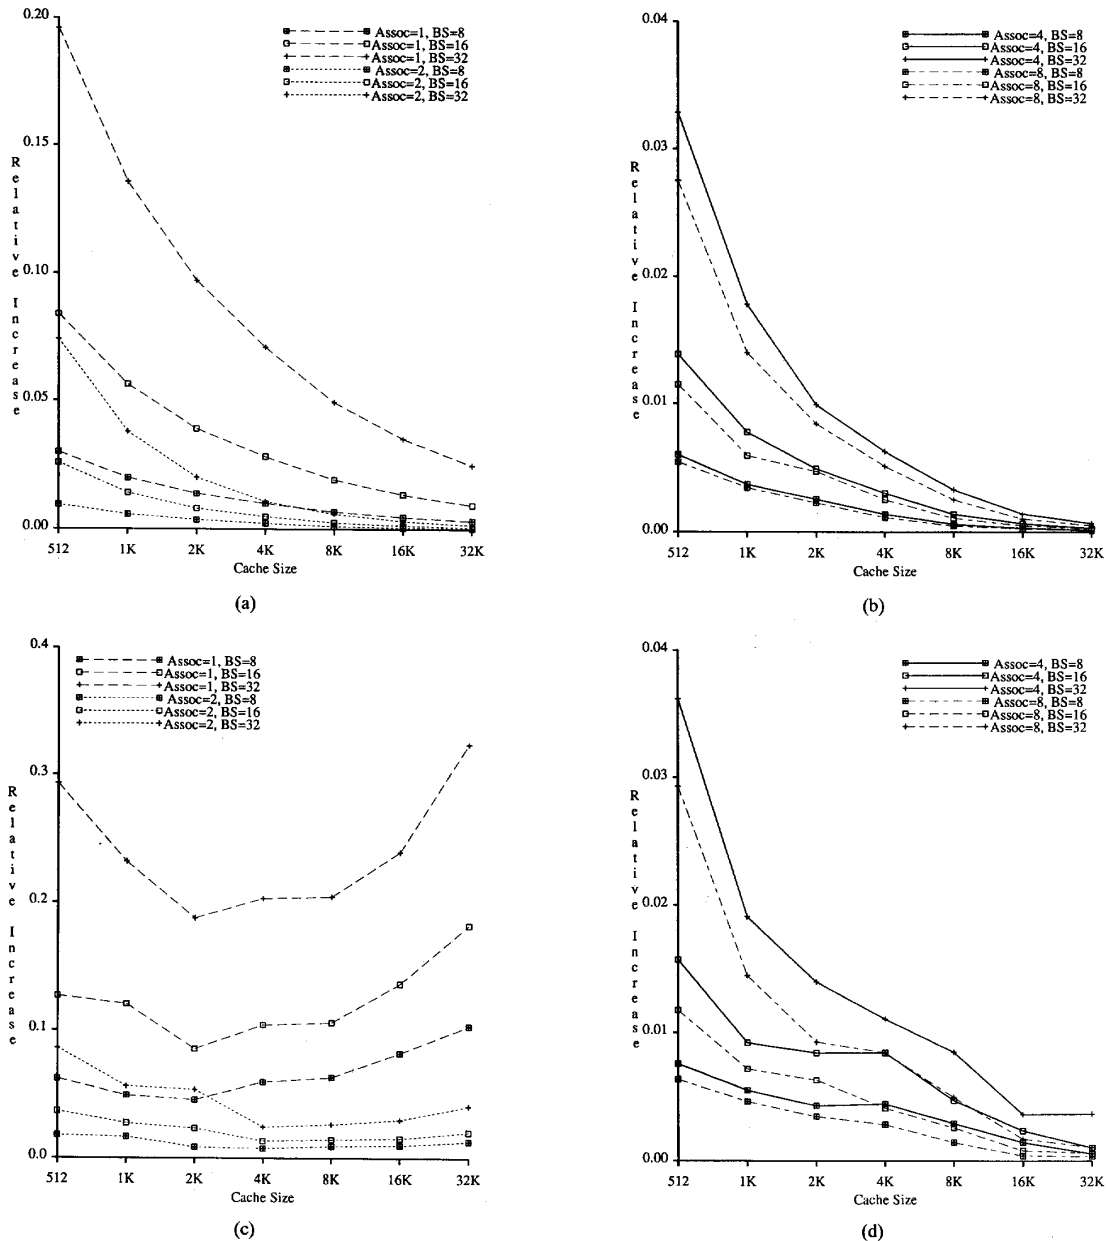 0.20
0.15
0.10
0.05
0.00
Relative Increase
Assoc=1, BS=8
Assoc=1, BS=16
Assoc=1, BS=32
Assoc=2, BS=8
Assoc=2, BS=16
Assoc=2, BS=32
512 1K 2K 4K 8K 16K 32K
Cache Size
(a)
0.04
0.03
0.02
0.01
0.00
Relative Increase
Assoc=4, BS=8
Assoc=4, BS=16
Assoc=4, BS=32
Assoc=8, BS=8
Assoc=8, BS=16
Assoc=8, BS=32
512 1K 2K 4K 8K 16K 32K
Cache Size
(b)
0.4
0.3
0.2
0.1
0.0
Relative Increase
Assoc=1, BS=8
Assoc=1, BS=16
Assoc=1, BS=32
Assoc=2, BS=8
Assoc=2, BS=16
Assoc=2, BS=32
512 1K 2K 4K 8K 16K 32K
Cache Size
(c)
0.04
0.03
0.02
0.01
0.00
Relative Increase
Assoc=4, BS=8
Assoc=4, BS=16
Assoc=4, BS=32
Assoc=8, BS=8
Assoc=8, BS=16
Assoc=8, BS=32
512 1K 2K 4K 8K 16K 32K
Cache Size
(d)